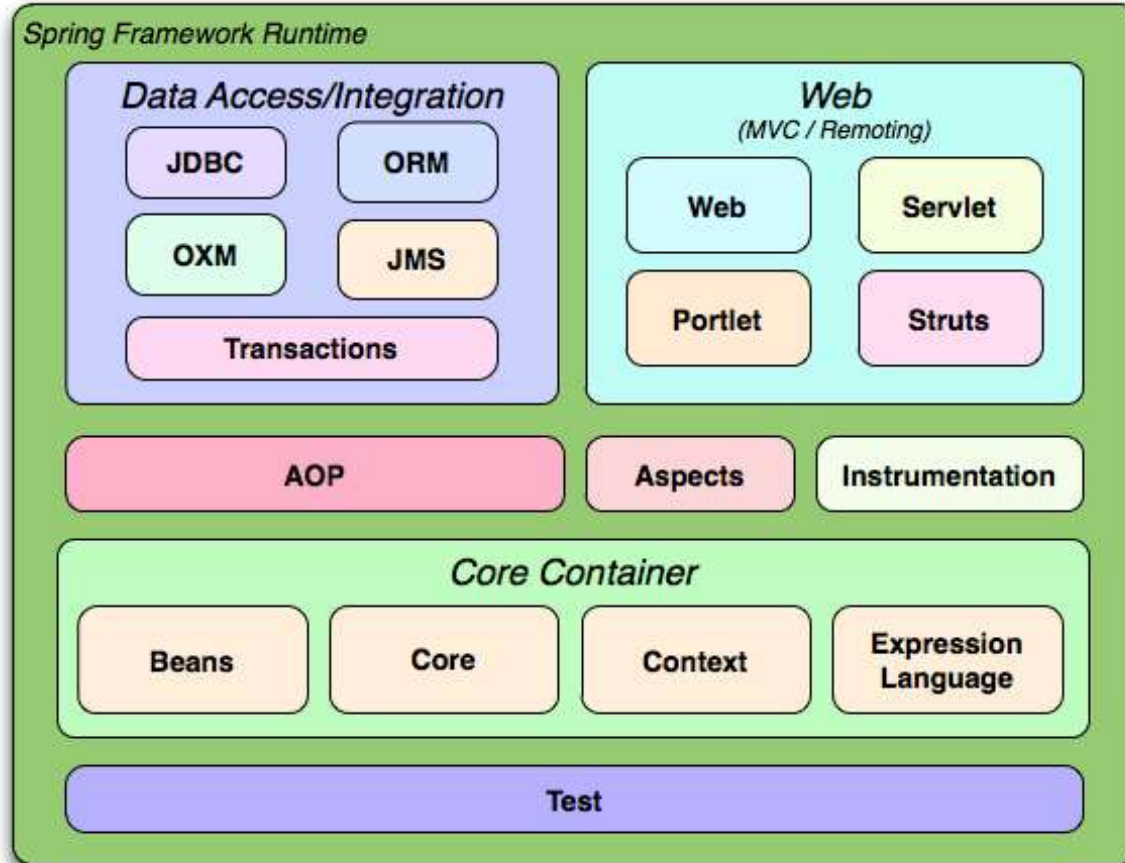 Spring Framework Runtime
Data Access/Integration
JDBC
ORM
OXM
JMS
Transactions
Web
(MVC / Remoting)
Web
Servlet
Portlet
Struts
AOP
Aspects
Instrumentation
Core Container
Beans
Core
Context
Expression
Language
Test